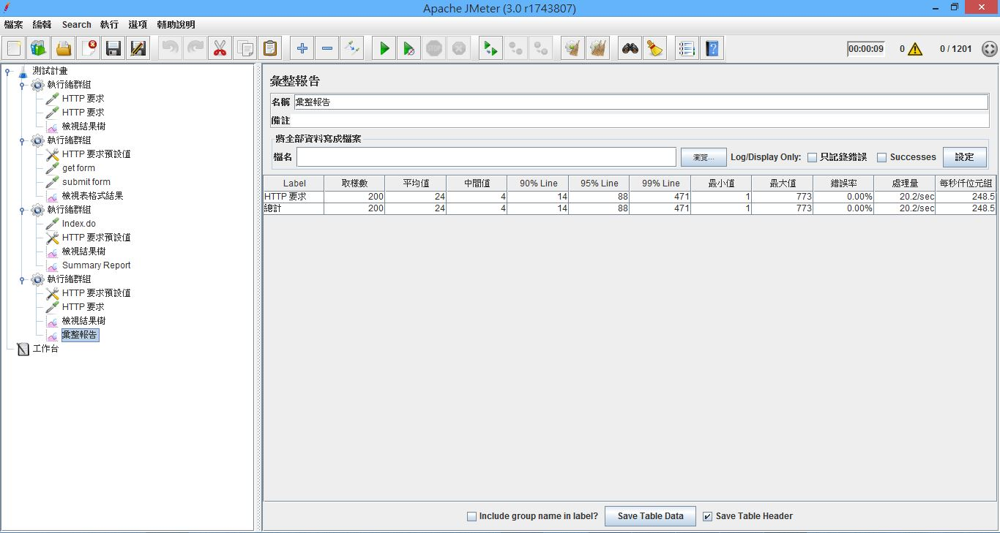 Apache JMeter (3.0 r1743807)
檔案 編輯 Search 執行 選項 輔助說明
STOP 00:00:09 0 0 / 1201
測試計畫
執行緒群組
HTTP 要求
HTTP 要求
檢視結果樹
執行緒群組
HTTP 要求預設值
get form
submit form
檢視表格式結果
執行緒群組
Index.do
HTTP 要求預設值
檢視結果樹
Summary Report
執行緒群組
HTTP 要求預設值
HTTP 要求
檢視結果樹
彙整報告
工作台
彙整報告
名稱 彙整報告
備註
將全部資料寫成檔案
檔名 瀏覽... Log/Display Only: 只記錄錯誤 Successes 設定
Label 取樣數 平均值 中間值 90% Line 95% Line 99% Line 最小值 最大值 錯誤率 處理量 每秒仟位元組
HTTP 要求 200 24 4 14 88 471 1 773 0.00% 20.2/sec 248.5
總計 200 24 4 14 88 471 1 773 0.00% 20.2/sec 248.5
Include group name in label? Save Table Data Save Table Header